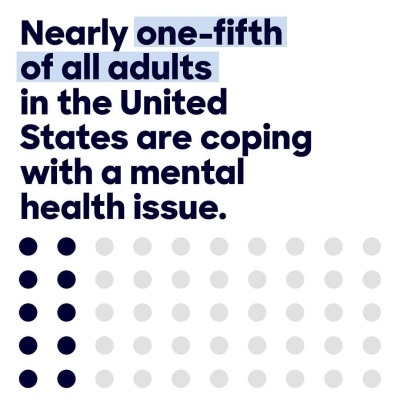 Nearly one-fifth
of all adults
in the United
States are coping
with a mental
health issue.